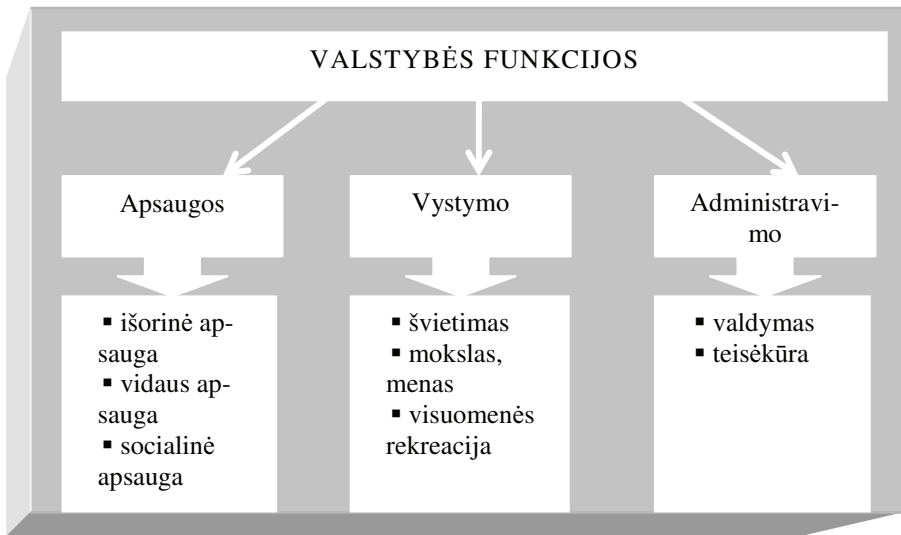 VALSTYBĖS FUNKCIJOS
Apsaugos
▪ išorinė ap-
sauga
▪ vidaus ap-
sauga
▪ socialinė
apsauga
Vystymo
▪ švietimas
▪ mokslas,
menas
▪ visuomenės
rekreacija
Administravi-
mo
▪ valdymas
▪ teisėkūra